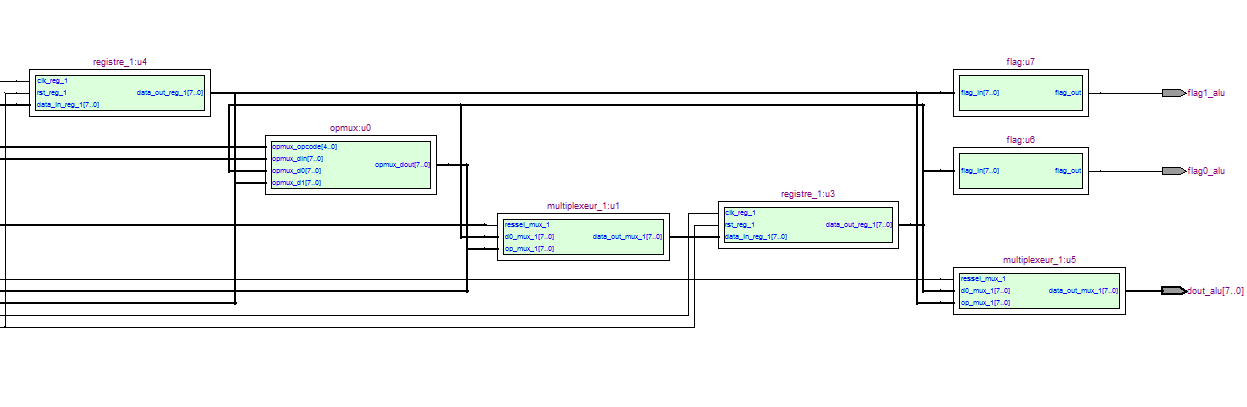 registre_1:u4
clk_reg_1
rst_reg_1
data_in_reg_1[7..0]
data_out_reg_1[7..0]
opmux:u0
opmux_opcode[4..0]
opmux_din[7..0]
opmux_d0[7..0]
opmux_d1[7..0]
opmux_dout[7..0]
multiplexeur_1:u1
ressel_mux_1
d0_mux_1[7..0]
op_mux_1[7..0]
data_out_mux_1[7..0]
registre_1:u3
clk_reg_1
rst_reg_1
data_in_reg_1[7..0]
data_out_reg_1[7..0]
flag:u7
flag_in[7..0]
flag_out
flag1_alu
flag:u6
flag_in[7..0]
flag_out
flag0_alu
multiplexeur_1:u5
ressel_mux_1
d0_mux_1[7..0]
op_mux_1[7..0]
data_out_mux_1[7..0]
dout_alu[7..0]